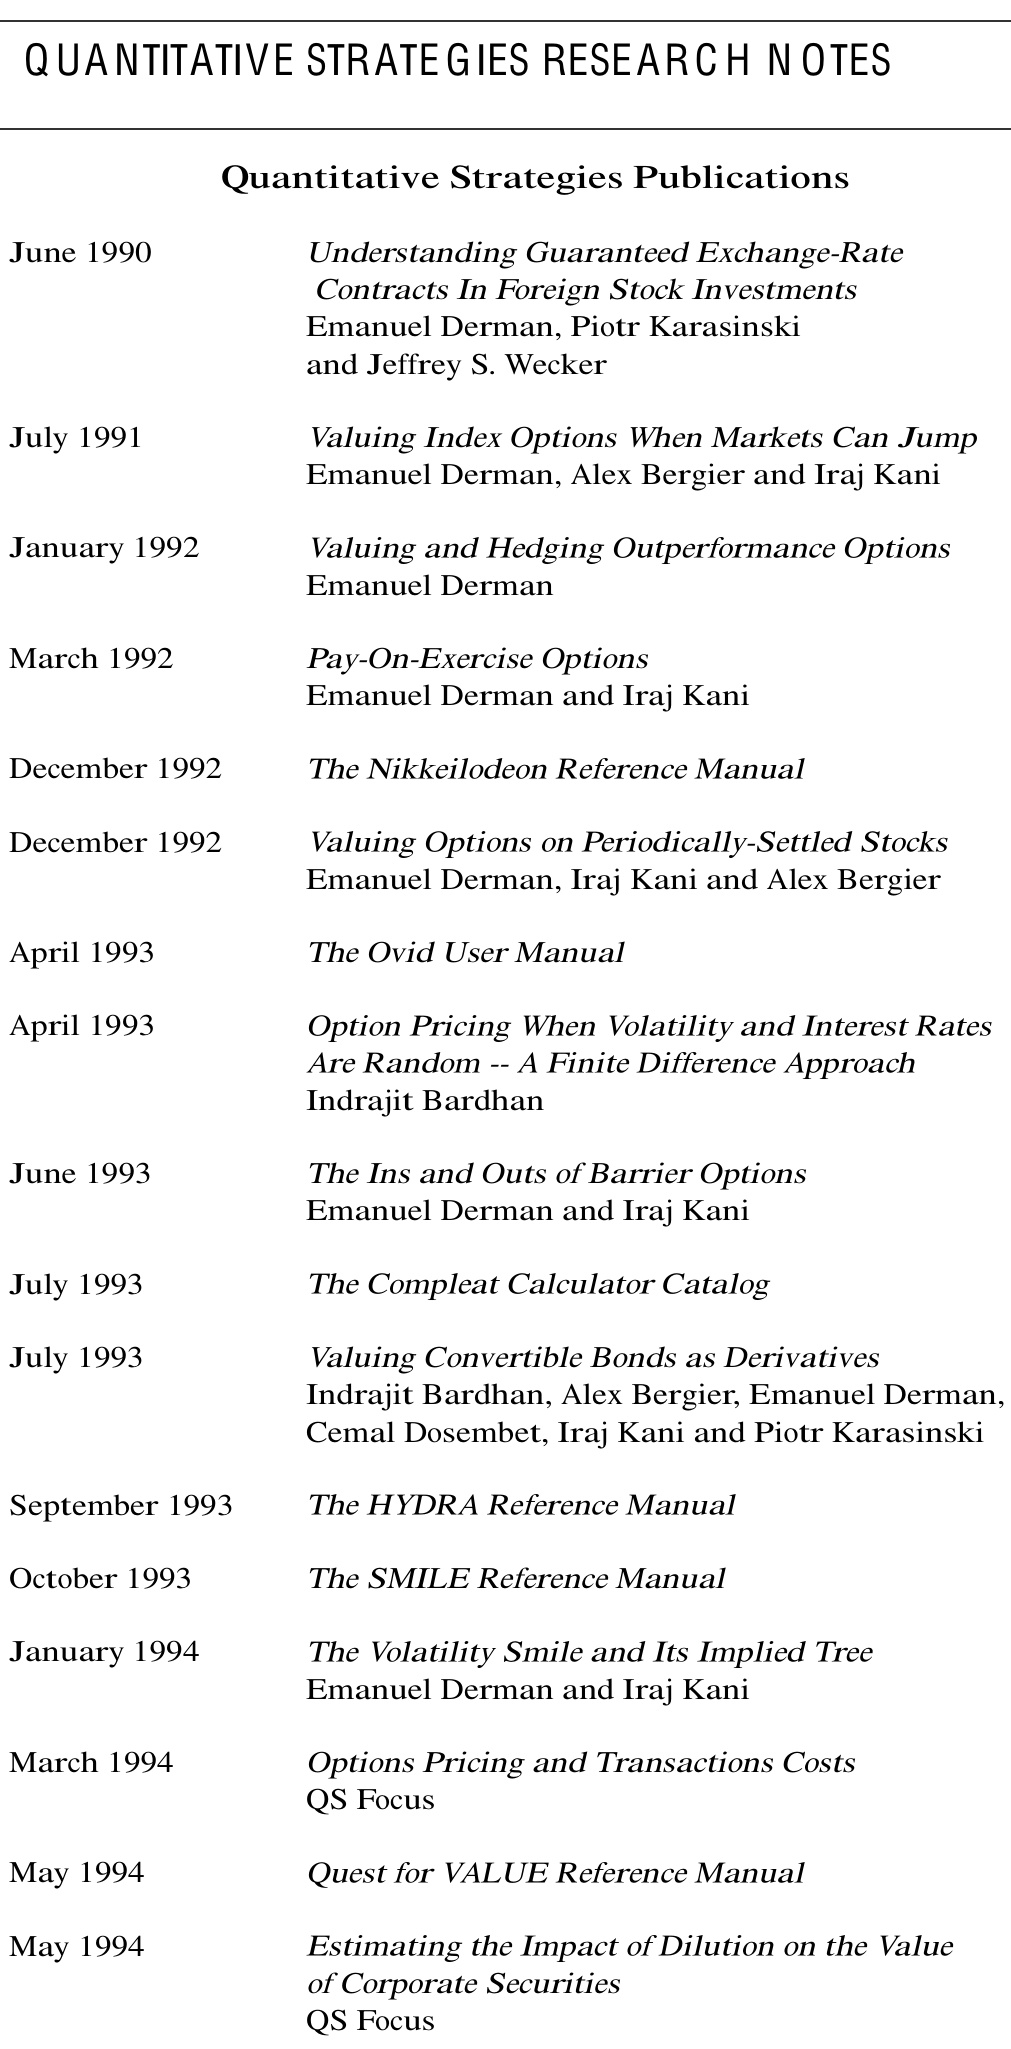 QUANTITATIVE STRATEGIES RESEARCH NOTES
Quantitative Strategies Publications
June 1990 Understanding Guaranteed Exchange-Rate
Contracts In Foreign Stock Investments
Emanuel Derman, Piotr Karasinski
and Jeffrey S. Wecker
July 1991 Valuing Index Options When Markets Can Jump
Emanuel Derman, Alex Bergier and Iraj Kani
January 1992 Valuing and Hedging Outperformance Options
Emanuel Derman
March 1992 Pay-On-Exercise Options
Emanuel Derman and Iraj Kani
December 1992 The Nikkeilodeon Reference Manual
December 1992 Valuing Options on Periodically-Settled Stocks
Emanuel Derman, Iraj Kani and Alex Bergier
April 1993 The Ovid User Manual
April 1993 Option Pricing When Volatility and Interest Rates
Are Random -- A Finite Difference Approach
Indrajit Bardhan
June 1993 The Ins and Outs of Barrier Options
Emanuel Derman and Iraj Kani
July 1993 The Compleat Calculator Catalog
July 1993 Valuing Convertible Bonds as Derivatives
Indrajit Bardhan, Alex Bergier, Emanuel Derman,
Cemal Dosembet, Iraj Kani and Piotr Karasinski
September 1993 The HYDRA Reference Manual
October 1993 The SMILE Reference Manual
January 1994 The Volatility Smile and Its Implied Tree
Emanuel Derman and Iraj Kani
March 1994 Options Pricing and Transactions Costs
QS Focus
May 1994 Quest for VALUE Reference Manual
May 1994 Estimating the Impact of Dilution on the Value
of Corporate Securities
QS Focus